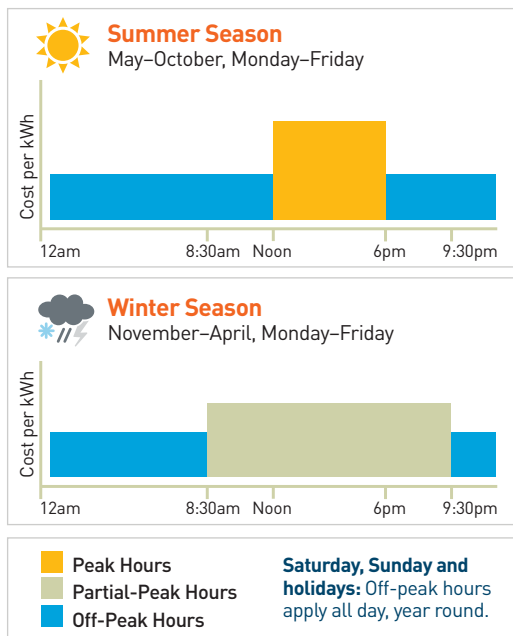 Summer Season
May–October, Monday–Friday
Cost per kWh
12am 8:30am Noon 6pm 9:30pm
Winter Season
November–April, Monday–Friday
Cost per kWh
12am 8:30am Noon 6pm 9:30pm
Peak Hours
Partial-Peak Hours
Off-Peak Hours
Saturday, Sunday and
holidays: Off-peak hours
apply all day, year round.